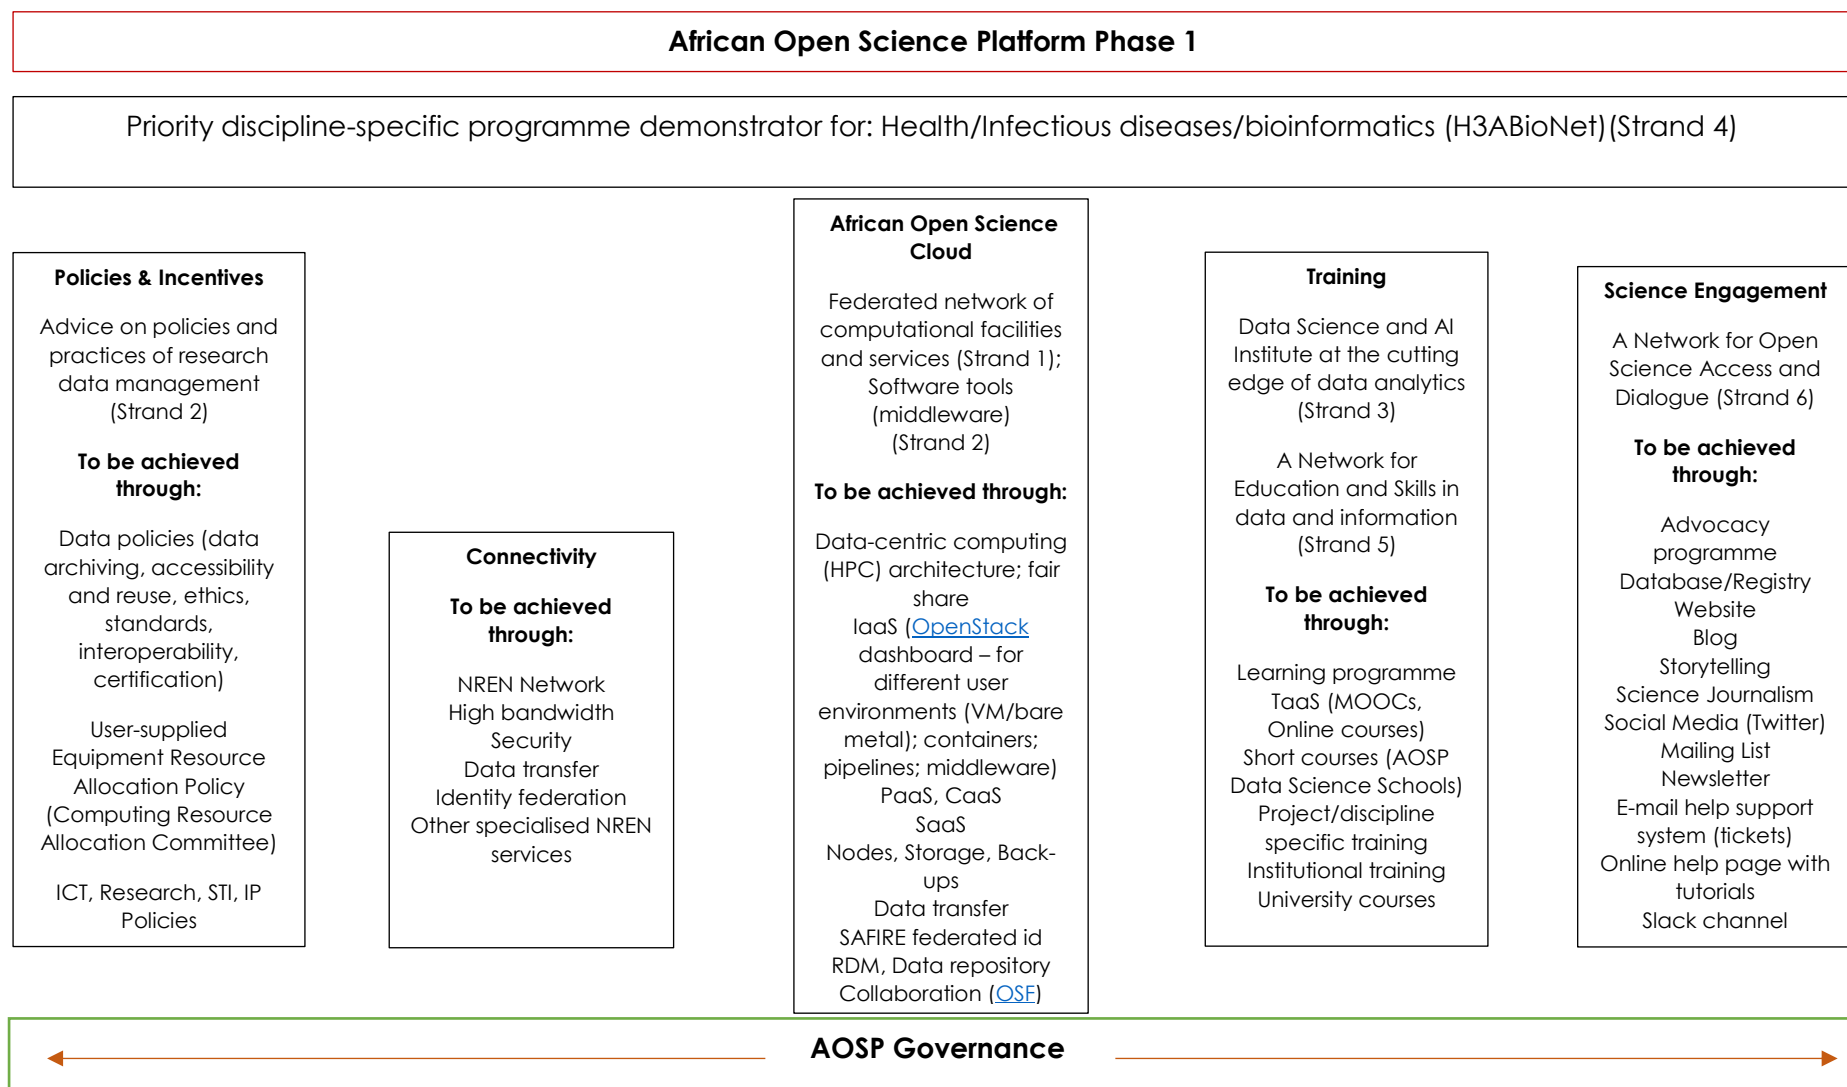 African Open Science Platform Phase 1
Priority discipline-specific programme demonstrator for: Health/Infectious diseases/bioinformatics (H3ABioNet)(Strand 4)
Policies & Incentives
Advice on policies and
practices of research
data management
(Strand 2)
To be achieved
through:
Data policies (data
archiving, accessibility
and reuse, ethics,
standards,
interoperability,
certification)
User-supplied
Equipment Resource
Allocation Policy
(Computing Resource
Allocation Committee)
ICT, Research, STI, IP
Policies
Connectivity
To be achieved
through:
NREN Network
High bandwidth
Security
Data transfer
Identity federation
Other specialised NREN
services
African Open Science
Cloud
Federated network of
computational facilities
and services (Strand 1);
Software tools
(middleware)
(Strand 2)
To be achieved through:
Data-centric computing
(HPC) architecture; fair
share
IaaS (OpenStack
dashboard – for
different user
environments (VM/bare
metal); containers;
pipelines; middleware)
PaaS, CaaS
SaaS
Nodes, Storage, Back-
ups
Data transfer
SAFIRE federated id
RDM, Data repository
Collaboration (OSF)
Training
Data Science and AI
Institute at the cutting
edge of data analytics
(Strand 3)
A Network for
Education and Skills in
data and information
(Strand 5)
To be achieved
through:
Learning programme
TaaS (MOOCs,
Online courses)
Short courses (AOSP
Data Science Schools)
Project/discipline
specific training
Institutional training
University courses
Science Engagement
A Network for Open
Science Access and
Dialogue (Strand 6)
To be achieved
through:
Advocacy
programme
Database/Registry
Website
Blog
Storytelling
Science Journalism
Social Media (Twitter)
Mailing List
Newsletter
E-mail help support
system (tickets)
Online help page with
tutorials
Slack channel
AOSP Governance